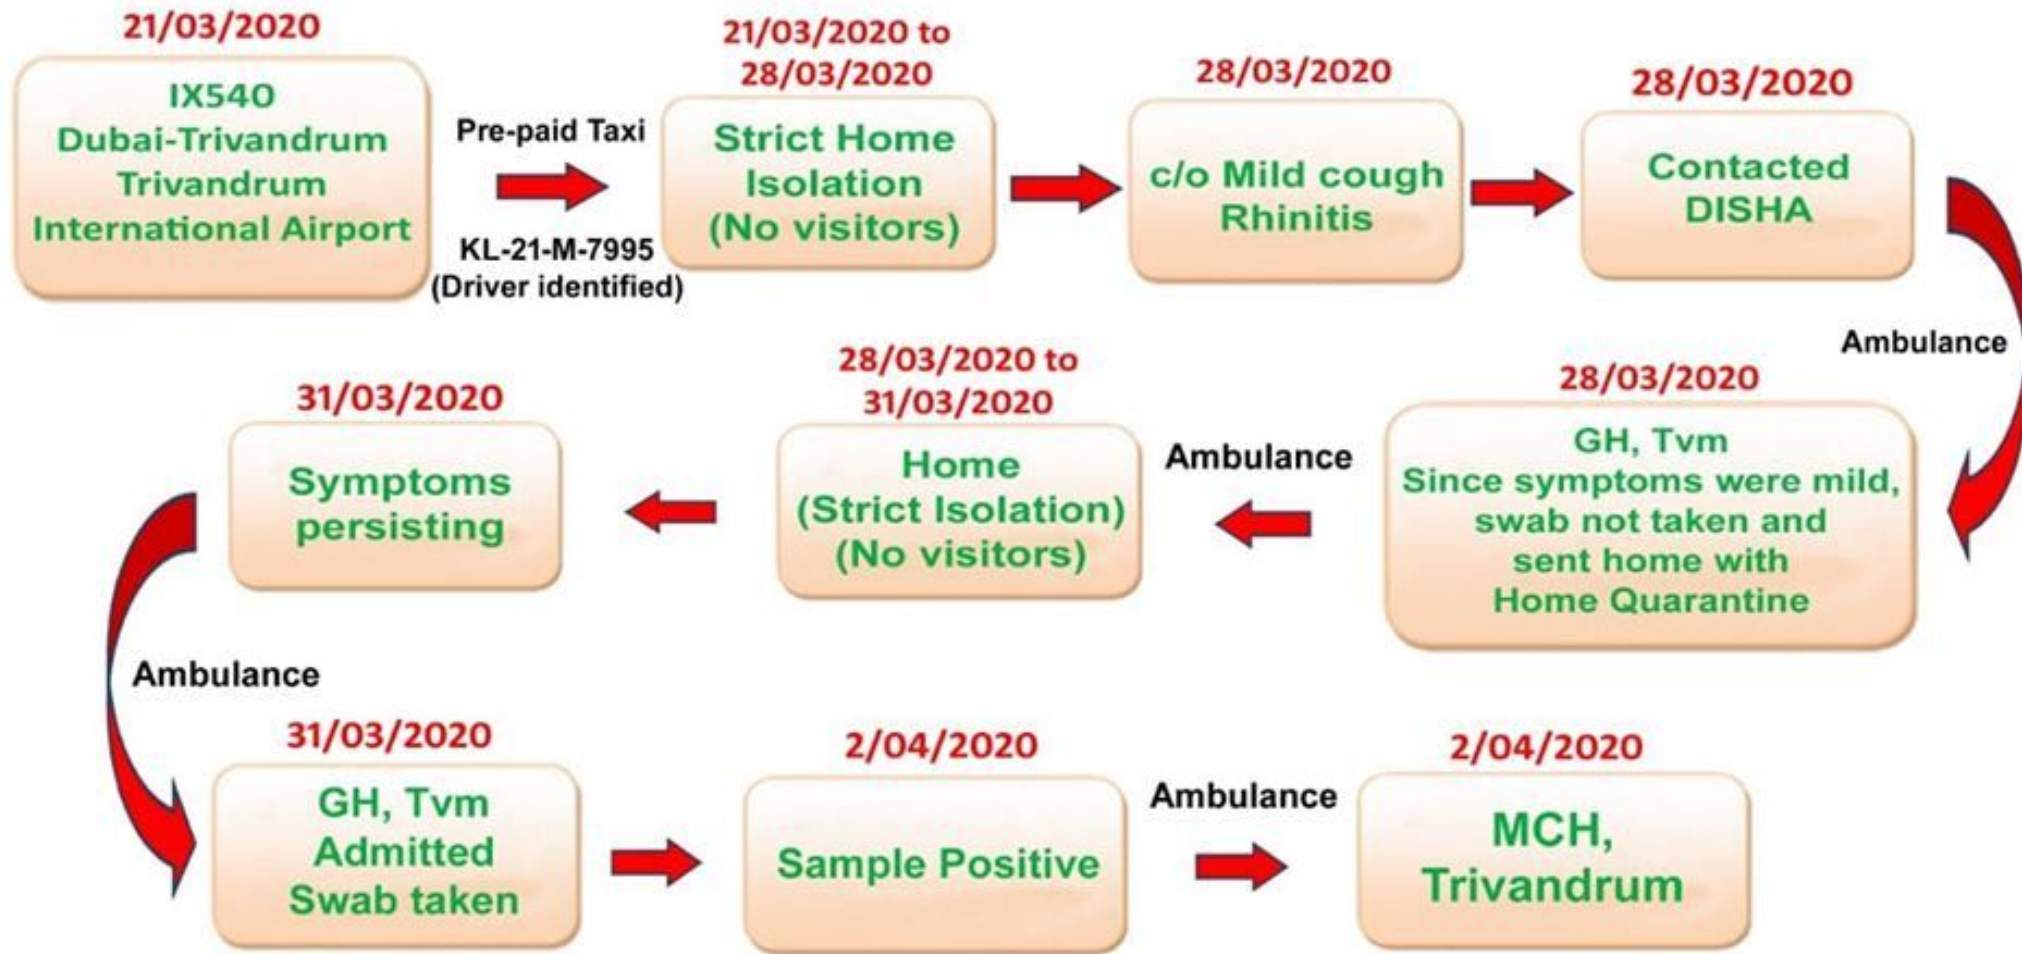 21/03/2020
IX540
Dubai-Trivandrum
Trivandrum
International Airport
Pre-paid Taxi
KL-21-M-7995
(Driver identified)
21/03/2020 to
28/03/2020
Strict Home
Isolation
(No visitors)
28/03/2020
c/o Mild cough
Rhinitis
28/03/2020
Contacted
DISHA
Ambulance
28/03/2020
GH, Tvm
Since symptoms were mild,
swab not taken and
sent home with
Home Quarantine
Ambulance
28/03/2020 to
31/03/2020
Home
(Strict Isolation)
(No visitors)
31/03/2020
Symptoms
persisting
Ambulance
31/03/2020
GH, Tvm
Admitted
Swab taken
2/04/2020
Sample Positive
Ambulance
2/04/2020
MCH,
Trivandrum